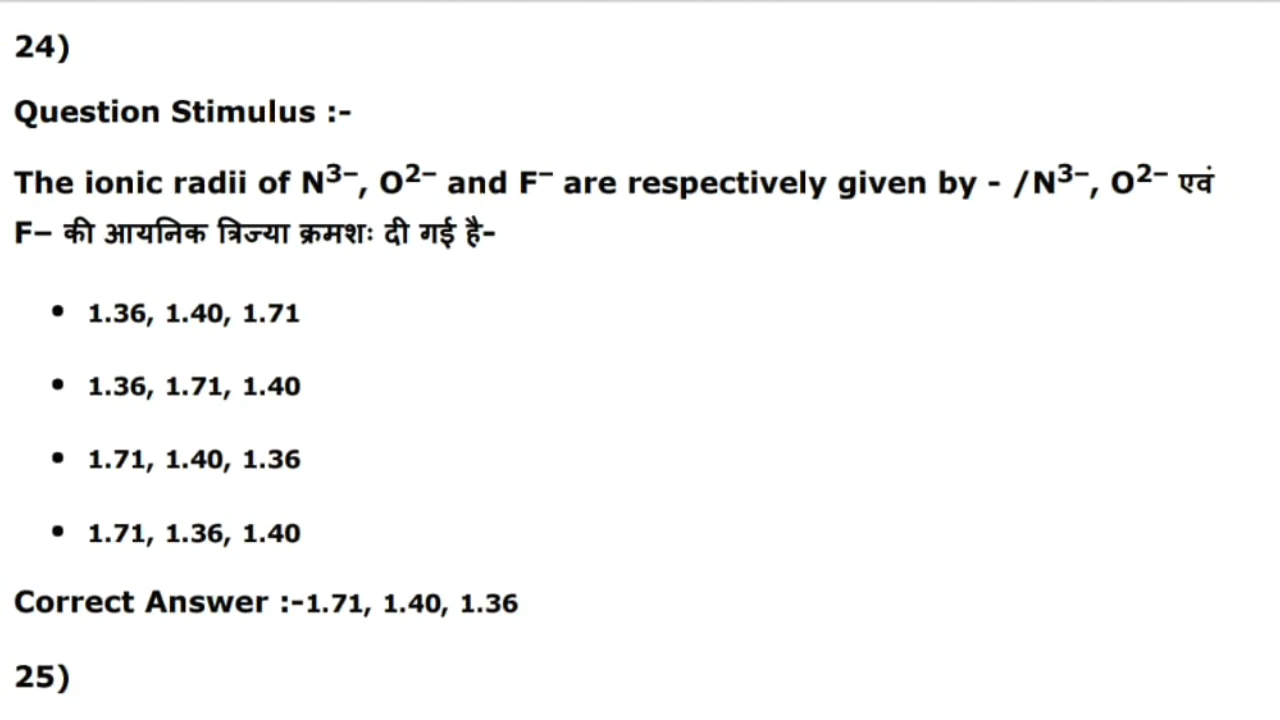 24)
Question Stimulus :-
The ionic radii of N³⁻, O²⁻ and F⁻ are respectively given by - /N³⁻, O²⁻ एवं
F– की आयनिक त्रिज्या क्रमशः दी गई है-
• 1.36, 1.40, 1.71
• 1.36, 1.71, 1.40
• 1.71, 1.40, 1.36
• 1.71, 1.36, 1.40
Correct Answer :-1.71, 1.40, 1.36
25)